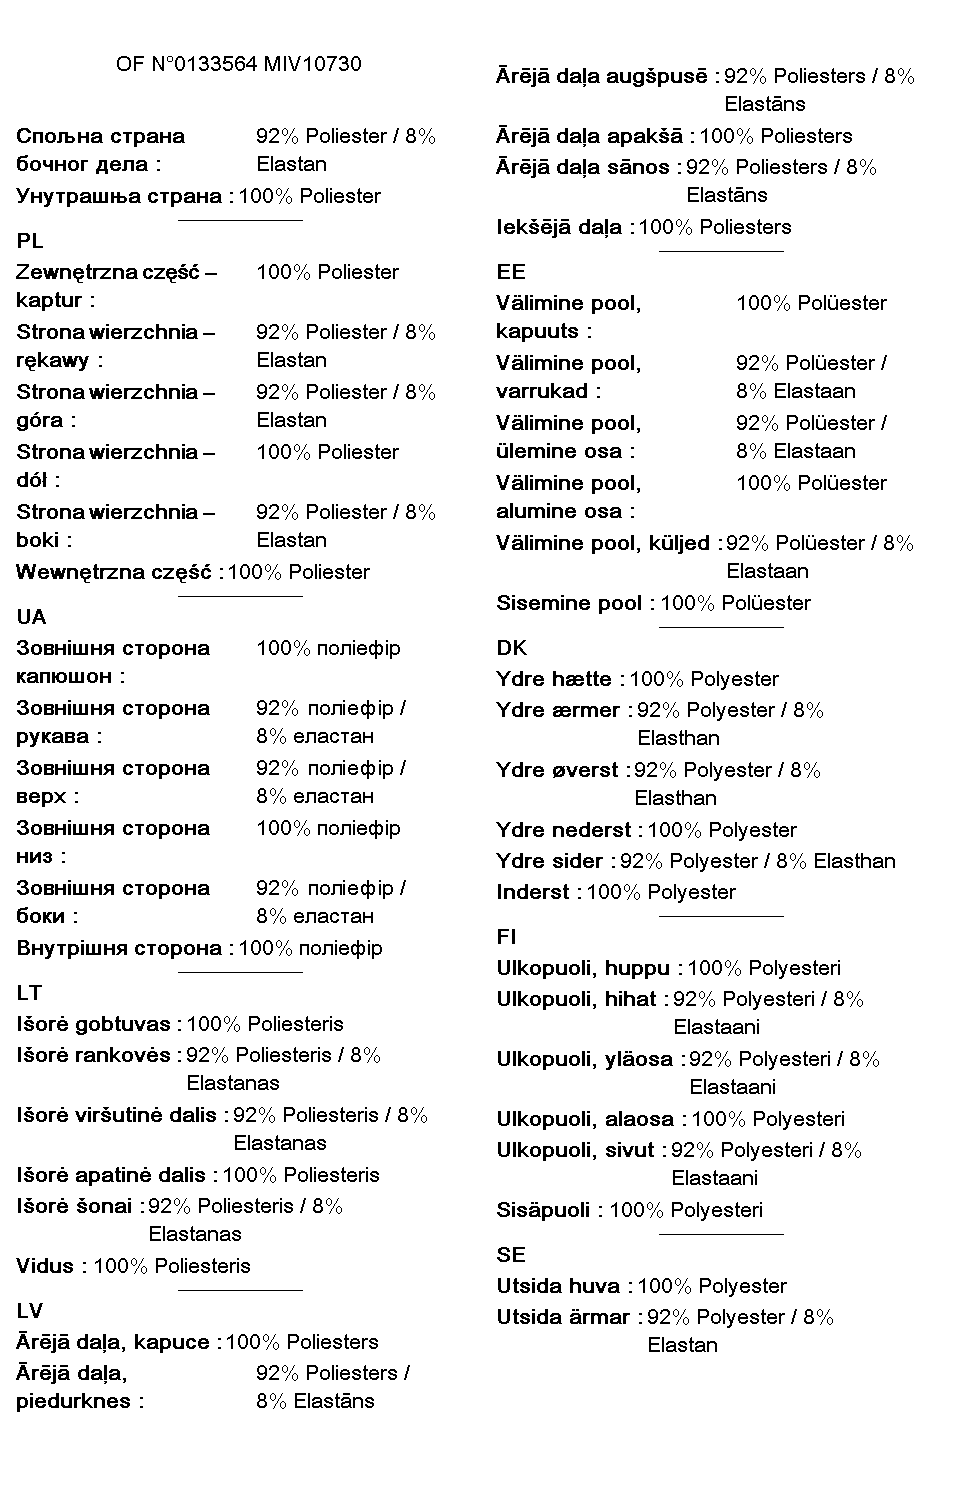 OF N°0133564 MIV10730
Спољна страна 92% Poliester / 8%
бочног дела : Elastan
Унутрашња страна : 100% Poliester
PL
Zewnętrzna część – 100% Poliester
kaptur :
Strona wierzchnia – 92% Poliester / 8%
rękawy : Elastan
Strona wierzchnia – 92% Poliester / 8%
góra : Elastan
Strona wierzchnia – 100% Poliester
dół :
Strona wierzchnia – 92% Poliester / 8%
boki : Elastan
Wewnętrzna część : 100% Poliester
UA
Зовнішня сторона 100% поліефір
капюшон :
Зовнішня сторона 92% поліефір /
рукава : 8% еластан
Зовнішня сторона 92% поліефір /
верх : 8% еластан
Зовнішня сторона 100% поліефір
низ :
Зовнішня сторона 92% поліефір /
боки : 8% еластан
Внутрішня сторона : 100% поліефір
LT
Išorė gobtuvas : 100% Poliesteris
Išorė rankovės : 92% Poliesteris / 8%
Elastanas
Išorė viršutinė dalis : 92% Poliesteris / 8%
Elastanas
Išorė apatinė dalis : 100% Poliesteris
Išorė šonai : 92% Poliesteris / 8%
Elastanas
Vidus : 100% Poliesteris
LV
Ārējā daļa, kapuce : 100% Poliesters
Ārējā daļa, 92% Poliesters /
piedurknes : 8% Elastāns
Ārējā daļa augšpusē : 92% Poliesters / 8%
Elastāns
Ārējā daļa apakšā : 100% Poliesters
Ārējā daļa sānos : 92% Poliesters / 8%
Elastāns
Iekšējā daļa : 100% Poliesters
EE
Välimine pool, 100% Polüester
kapuuts :
Välimine pool, 92% Polüester /
varrukad : 8% Elastaan
Välimine pool, 92% Polüester /
ülemine osa : 8% Elastaan
Välimine pool, 100% Polüester
alumine osa :
Välimine pool, küljed : 92% Polüester / 8%
Elastaan
Sisemine pool : 100% Polüester
DK
Ydre hætte : 100% Polyester
Ydre ærmer : 92% Polyester / 8%
Elasthan
Ydre øverst : 92% Polyester / 8%
Elasthan
Ydre nederst : 100% Polyester
Ydre sider : 92% Polyester / 8% Elasthan
Inderst : 100% Polyester
FI
Ulkopuoli, huppu : 100% Polyesteri
Ulkopuoli, hihat : 92% Polyesteri / 8%
Elastaani
Ulkopuoli, yläosa : 92% Polyesteri / 8%
Elastaani
Ulkopuoli, alaosa : 100% Polyesteri
Ulkopuoli, sivut : 92% Polyesteri / 8%
Elastaani
Sisäpuoli : 100% Polyesteri
SE
Utsida huva : 100% Polyester
Utsida ärmar : 92% Polyester / 8%
Elastan